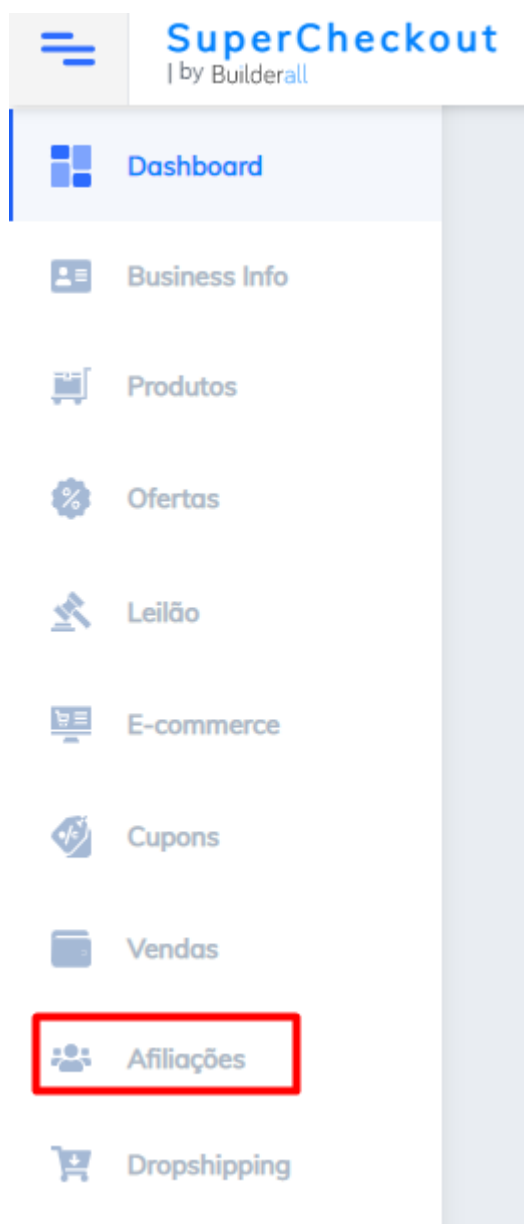 SuperCheckout
| by Builderall
Dashboard
Business Info
Produtos
Ofertas
Leilão
E-commerce
Cupons
Vendas
Afiliações
Dropshipping